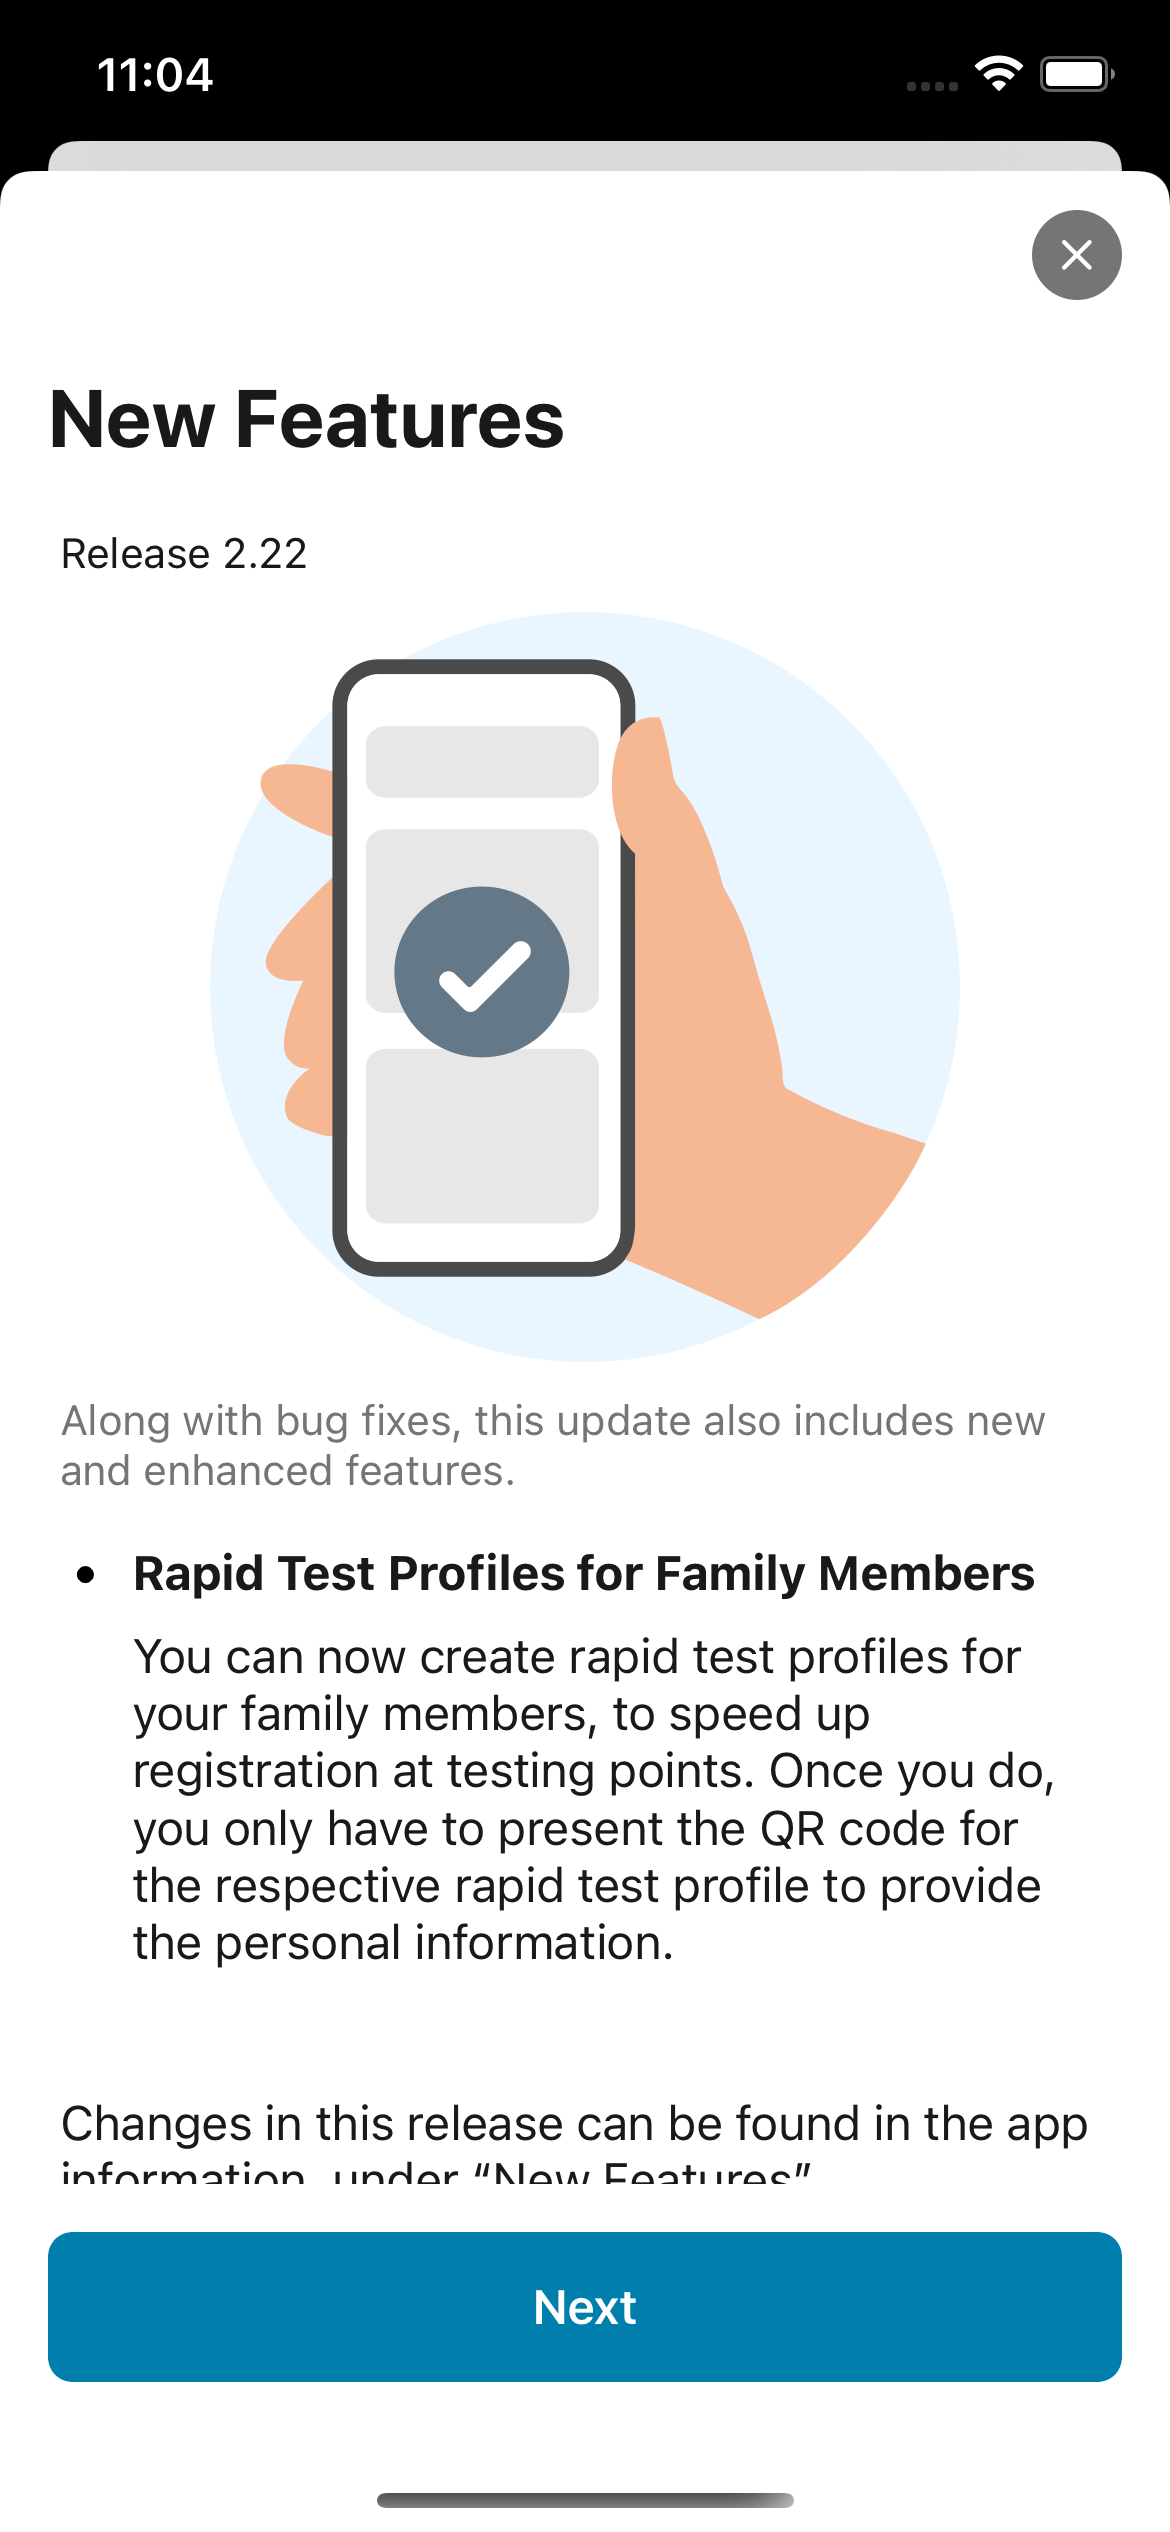 11:04
New Features
Release 2.22
Along with bug fixes, this update also includes new
and enhanced features.
• Rapid Test Profiles for Family Members
You can now create rapid test profiles for
your family members, to speed up
registration at testing points. Once you do,
you only have to present the QR code for
the respective rapid test profile to provide
the personal information.
Changes in this release can be found in the app
information, under “New Features”
Next